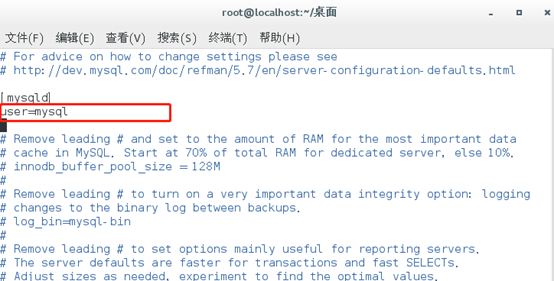 root@localhost:~/桌面
文件(F) 编辑(E) 查看(V) 搜索(S) 终端(T) 帮助(H)
# For advice on how to change settings please see
# http://dev.mysql.com/doc/refman/5.7/en/server-configuration-defaults.html
[mysqld]
user=mysql
# Remove leading # and set to the amount of RAM for the most important data
# cache in MySQL. Start at 70% of total RAM for dedicated server, else 10%.
# innodb_buffer_pool_size = 128M
#
# Remove leading # to turn on a very important data integrity option: logging
# changes to the binary log between backups.
# log_bin=mysql-bin
#
# Remove leading # to set options mainly useful for reporting servers.
# The server defaults are faster for transactions and fast SELECTs.
# Adjust sizes as needed, experiment to find the optimal values.